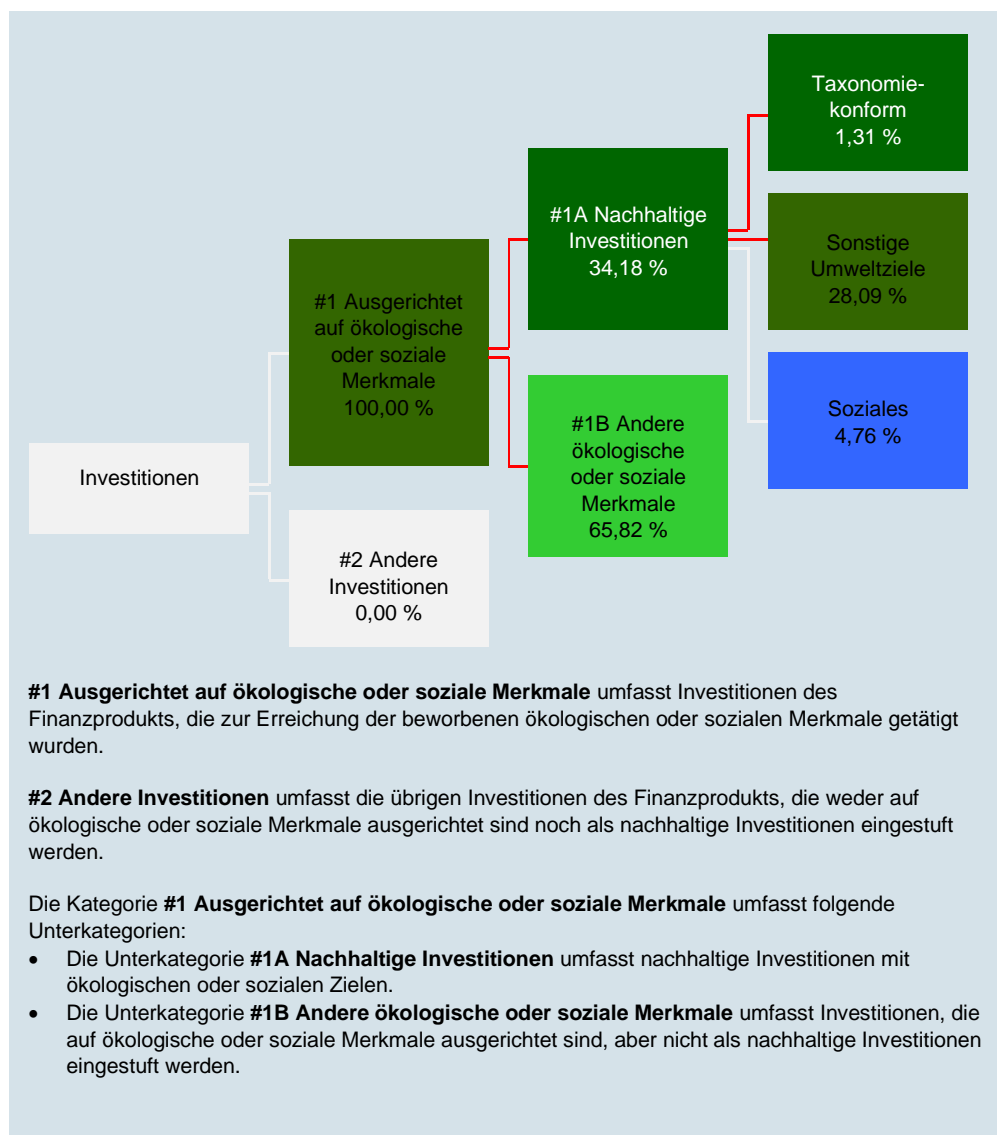 Taxonomie-
konform
1,31 %
#1A Nachhaltige
Investitionen
34,18 %
Sonstige
Umweltziele
28,09 %
#1 Ausgerichtet
auf ökologische
oder soziale
Merkmale
100,00 %
Soziales
4,76 %
#1B Andere
ökologische
oder soziale
Merkmale
65,82 %
Investitionen
#2 Andere
Investitionen
0,00 %
#1 Ausgerichtet auf ökologische oder soziale Merkmale umfasst Investitionen des
Finanzprodukts, die zur Erreichung der beworbenen ökologischen oder sozialen Merkmale getätigt
wurden.
#2 Andere Investitionen umfasst die übrigen Investitionen des Finanzprodukts, die weder auf
ökologische oder soziale Merkmale ausgerichtet sind noch als nachhaltige Investitionen eingestuft
werden.
Die Kategorie #1 Ausgerichtet auf ökologische oder soziale Merkmale umfasst folgende
Unterkategorien:
• Die Unterkategorie #1A Nachhaltige Investitionen umfasst nachhaltige Investitionen mit
ökologischen oder sozialen Zielen.
• Die Unterkategorie #1B Andere ökologische oder soziale Merkmale umfasst Investitionen, die
auf ökologische oder soziale Merkmale ausgerichtet sind, aber nicht als nachhaltige Investitionen
eingestuft werden.